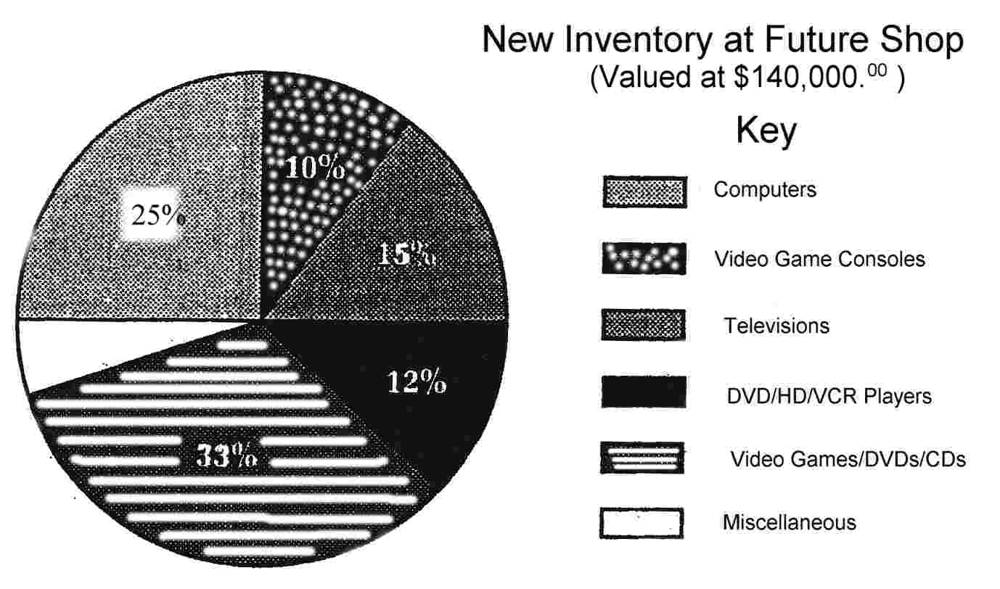 New Inventory at Future Shop
(Valued at $140,000.00 )
Key
Computers
Video Game Consoles
Televisions
DVD/HD/VCR Players
Video Games/DVDs/CDs
Miscellaneous
10%
25%
15%
12%
33%